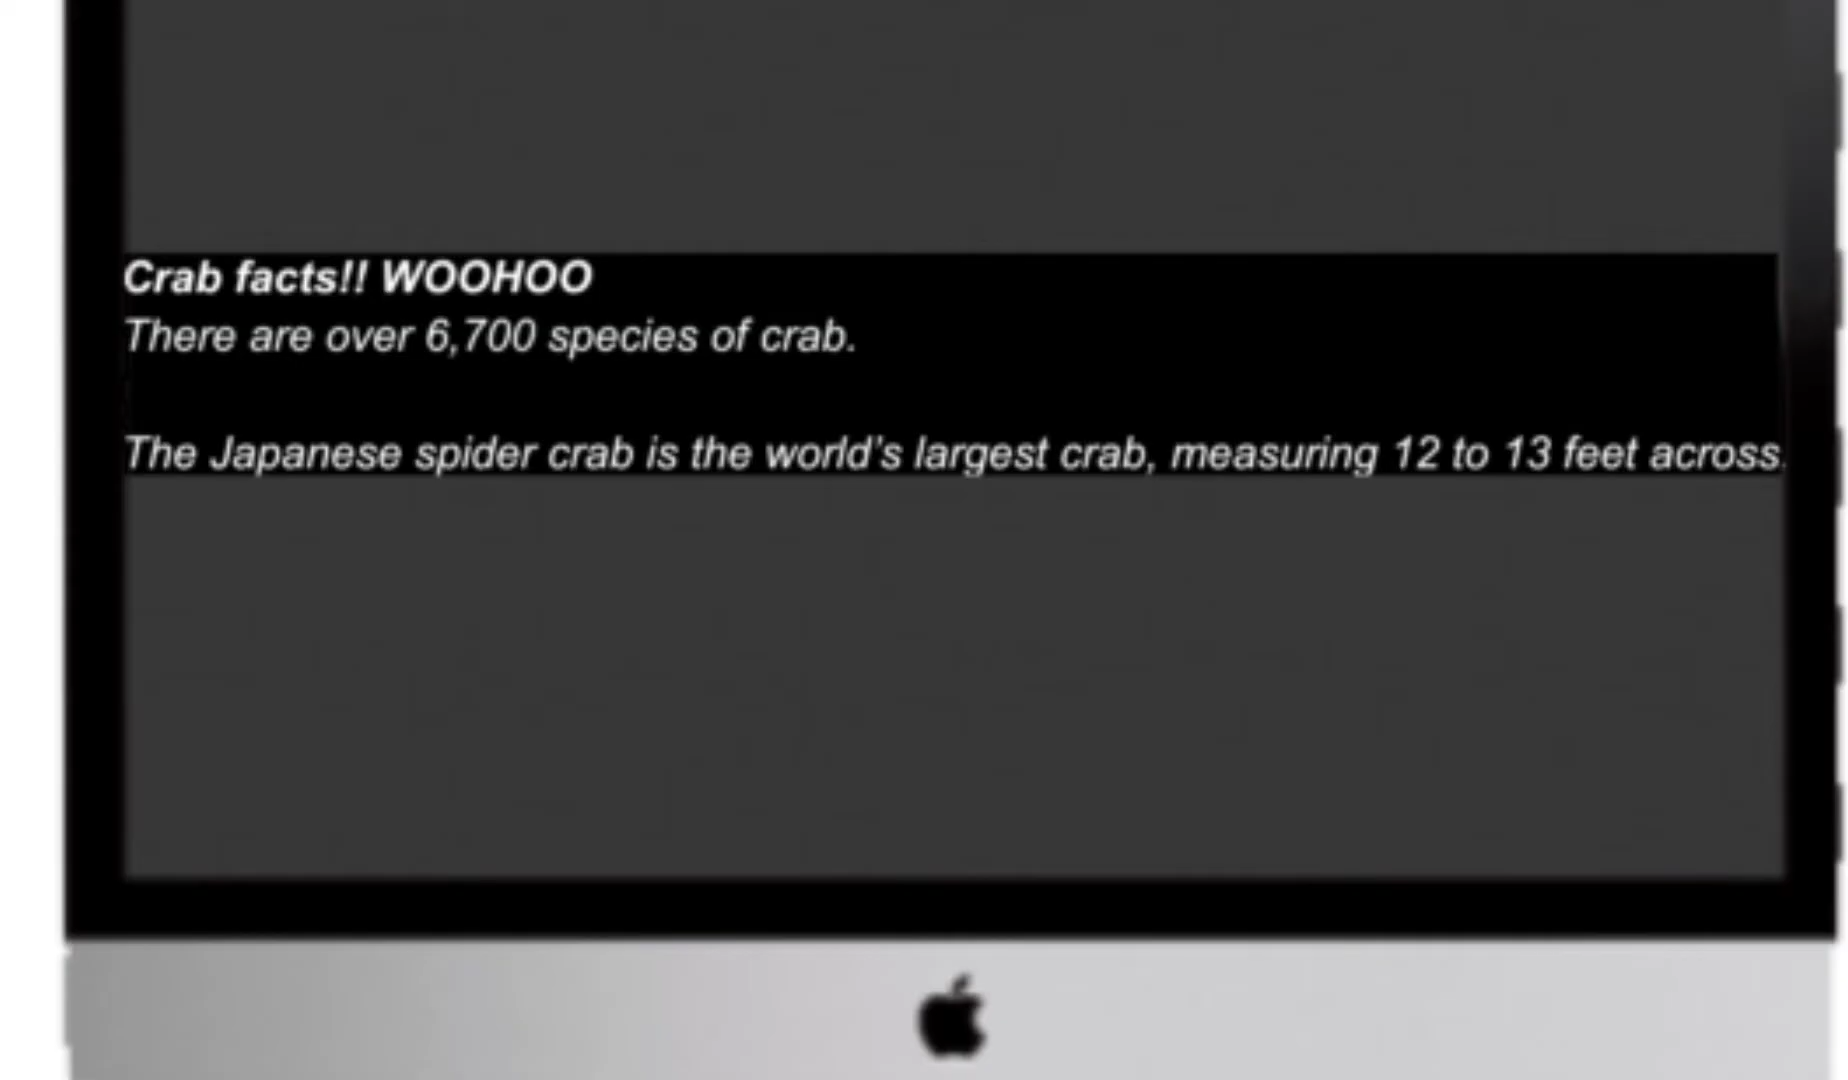 Crab facts!! WOOHOO
There are over 6,700 species of crab.
The Japanese spider crab is the world's largest crab, measuring 12 to 13 feet across.